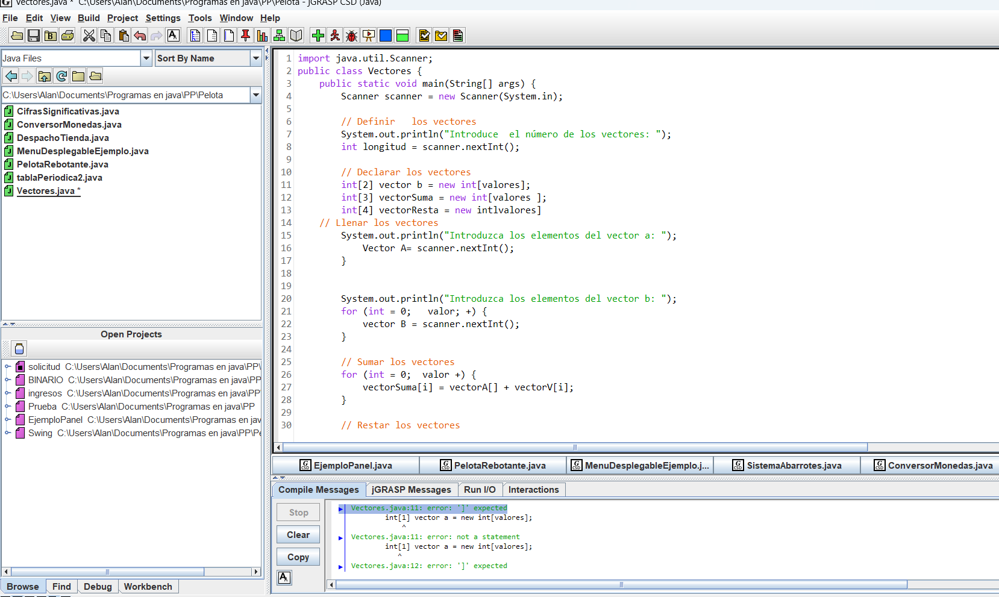 Vectores.java * C:\Users\Alan\Documents\Programas en java\PP\Pelota - jGRASP CSD (Java)
File Edit View Build Project Settings Tools Window Help
Java Files
Sort By Name
C:\Users\Alan\Documents\Programas en java\PP\Pelota
CifrasSignificativas.java
ConversorMonedas.java
DespachoTienda.java
MenuDesplegableEjemplo.java
PelotaRebotante.java
tablaPeriodica2.java
Vectores.java *
Open Projects
solicitud C:\Users\Alan\Documents\Programas en java\PP\
BINARIO C:\Users\Alan\Documents\Programas en java\PP
ingresos C:\Users\Alan\Documents\Programas en java\PP'
Prueba C:\Users\Alan\Documents\Programas en java\PP
EjemploPanel C:\Users\Alan\Documents\Programas en jav
Swing C:\Users\Alan\Documents\Programas en java\PP\Pe
Browse Find Debug Workbench
1 import java.util.Scanner;
2 public class Vectores {
3     public static void main(String[] args) {
4         Scanner scanner = new Scanner(System.in);
5
6         // Definir   los vectores
7         System.out.println("Introduce  el número de los vectores: ");
8         int longitud = scanner.nextInt();
9
10         // Declarar los vectores
11         int[2] vector b = new int[valores];
12         int[3] vectorSuma = new int[valores ];
13         int[4] vectorResta = new intlvalores]
14     // Llenar los vectores
15         System.out.println("Introduzca los elementos del vector a: ");
16             Vector A= scanner.nextInt();
17         }
18
19
20         System.out.println("Introduzca los elementos del vector b: ");
21         for (int = 0;   valor; +) {
22             vector B = scanner.nextInt();
23         }
24
25         // Sumar los vectores
26         for (int = 0;  valor +) {
27             vectorSuma[i] = vectorA[] + vectorV[i];
28         }
29
30         // Restar los vectores
EjemploPanel.java PelotaRebotante.java MenuDesplegableEjemplo.j... SistemaAbarrotes.java ConversorMonedas.java
Compile Messages jGRASP Messages Run I/O Interactions
Stop
Clear
Copy
Vectores.java:11: error: ']' expected
int[1] vector a = new int[valores];
^
Vectores.java:11: error: not a statement
int[1] vector a = new int[valores];
^
Vectores.java:12: error: ']' expected